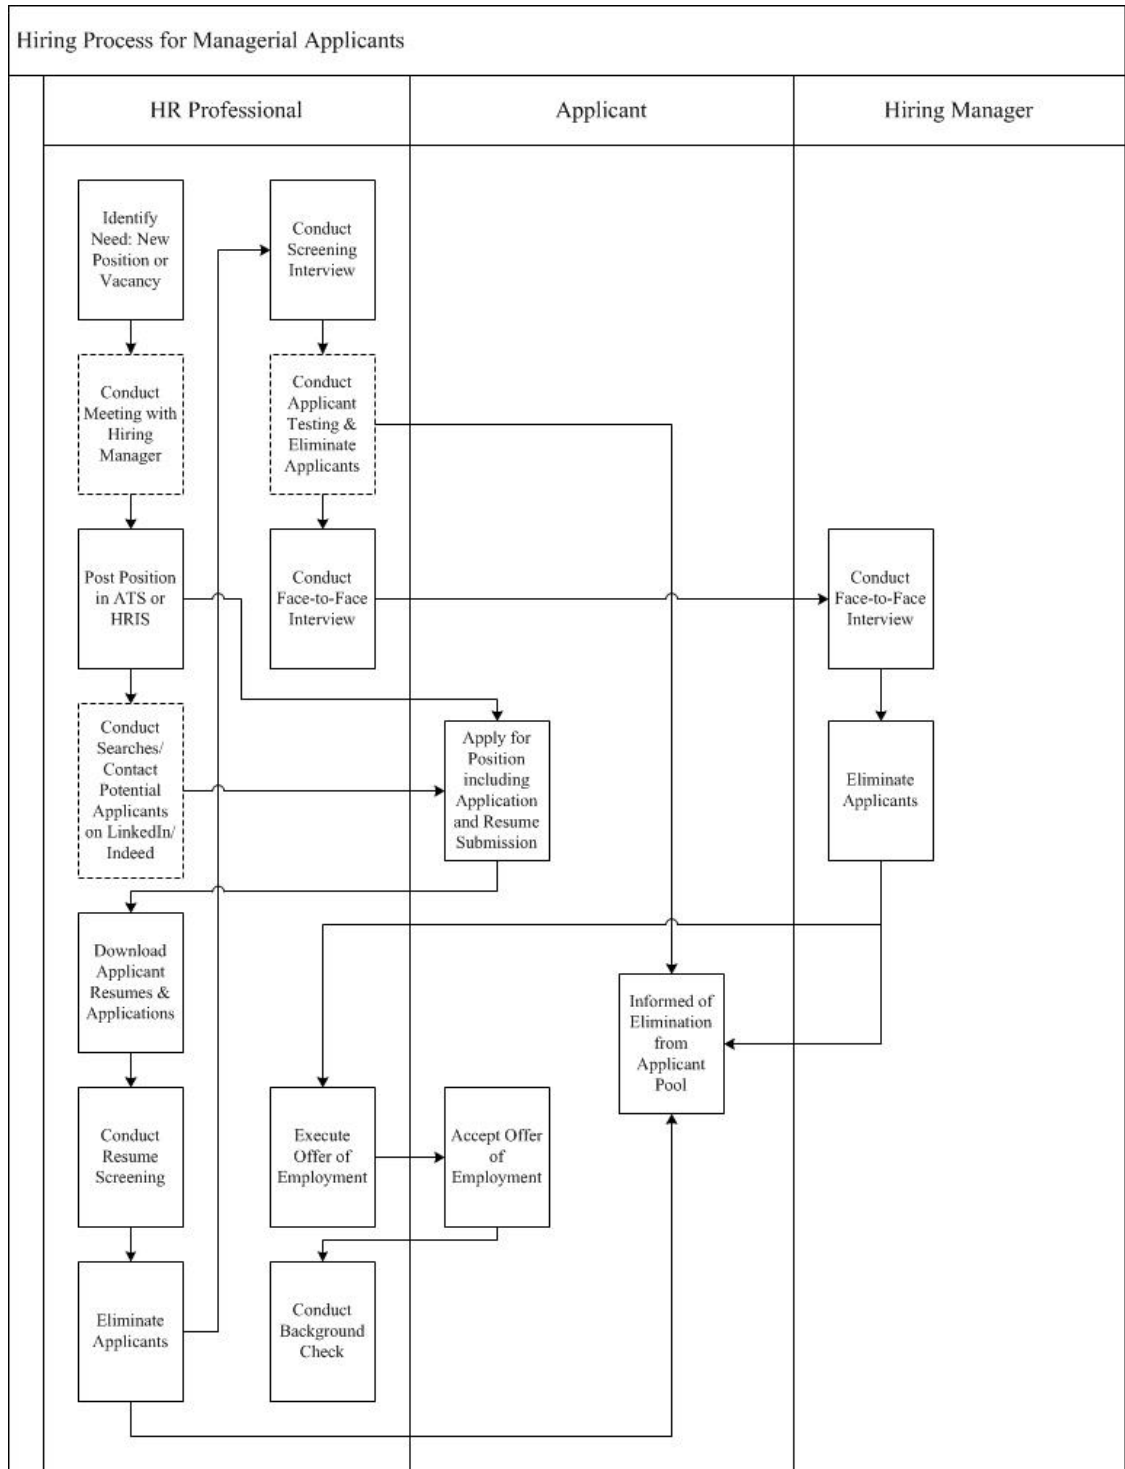 Hiring Process for Managerial Applicants
HR Professional
Applicant
Hiring Manager
Identify
Need: New
Position or
Vacancy
Conduct
Meeting with
Hiring
Manager
Post Position
in ATS or
HRIS
Conduct
Searches/
Contact
Potential
Applicants
on LinkedIn/
Indeed
Download
Applicant
Resumes &
Applications
Conduct
Resume
Screening
Eliminate
Applicants
Conduct
Screening
Interview
Conduct
Applicant
Testing &
Eliminate
Applicants
Conduct
Face-to-Face
Interview
Execute
Offer of
Employment
Conduct
Background
Check
Apply for
Position
including
Application
and Resume
Submission
Accept Offer
of
Employment
Informed of
Elimination
from
Applicant
Pool
Conduct
Face-to-Face
Interview
Eliminate
Applicants